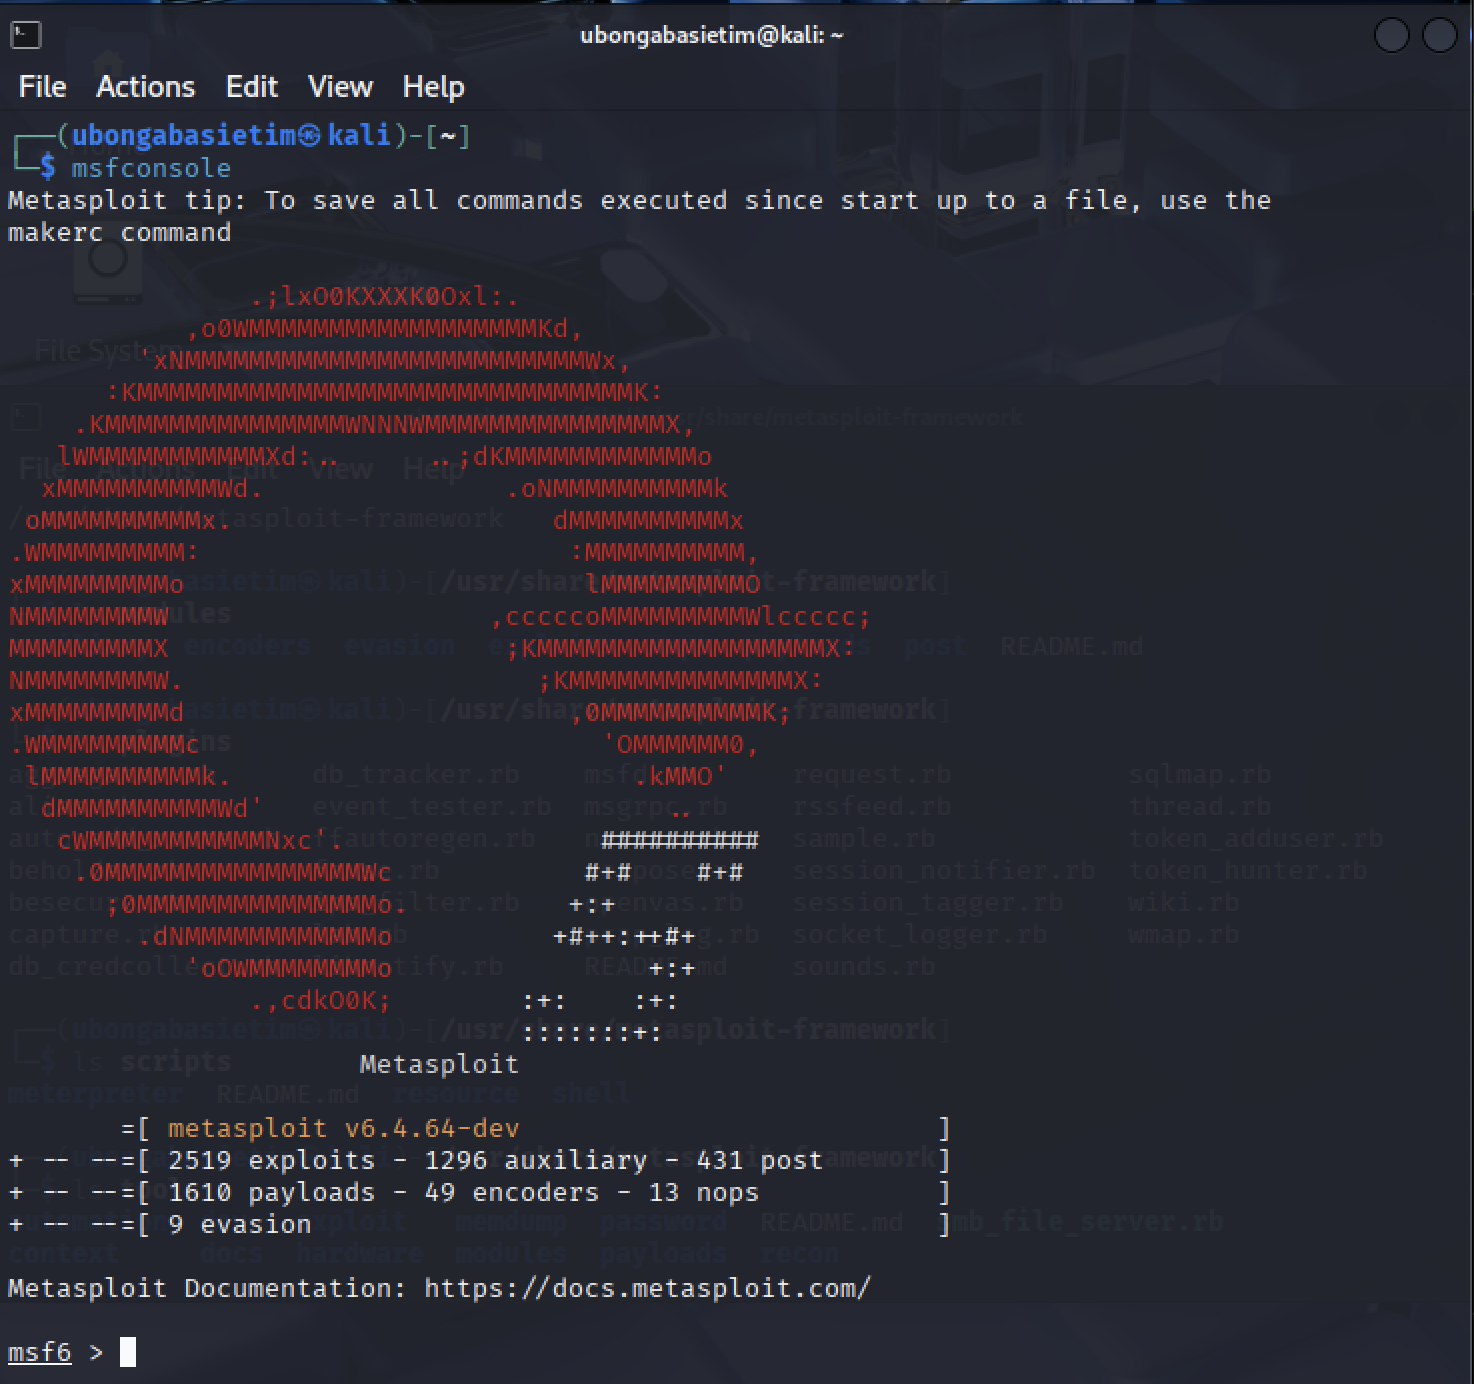 ubongabasietim@kali: ~
File Actions Edit View Help
┌──(ubongabasietim㉿kali)-[~]
└─$ msfconsole
Metasploit tip: To save all commands executed since start up to a file, use the
makerc command
.;lxO0KXXXK0Oxl:.
,o0WMMMMMMMMMMMMMMMMMMKd,
'xNMMMMMMMMMMMMMMMMMMMMMMMMMWx,
:KMMMMMMMMMMMMMMMMMMMMMMMMMMMMMMMK:
.KMMMMMMMMMMMMMMMWNNNWMMMMMMMMMMMMMMMX,
lWMMMMMMMMMMMXd:..     ..;dKMMMMMMMMMMMMo
xMMMMMMMMMMWd.               .oNMMMMMMMMMMk
oMMMMMMMMMMx.                    dMMMMMMMMMMx
.WMMMMMMMMM:                       :MMMMMMMMMM,
xMMMMMMMMMo                         lMMMMMMMMMO
NMMMMMMMMW                    ,cccccoMMMMMMMMMWlccccc;
MMMMMMMMMX                     ;KMMMMMMMMMMMMMMMMMMX:
NMMMMMMMMW.                      ;KMMMMMMMMMMMMMMX:
xMMMMMMMMMd                        ,0MMMMMMMMMMK;
.WMMMMMMMMMc                         'OMMMMMM0,
lMMMMMMMMMMk.                         .kMMO'
dMMMMMMMMMMWd'                         ..
cWMMMMMMMMMMMNxc'.                ##########
.0MMMMMMMMMMMMMMMMWc            #+#    #+#
;0MMMMMMMMMMMMMMMo.          +:+
.dNMMMMMMMMMMMMo          +#++:++#+
'oOWMMMMMMMMo                +:+
.,cdkO0K;        :+:    :+:
:::::::+:
Metasploit
=[ metasploit v6.4.64-dev                          ]
+ -- --=[ 2519 exploits - 1296 auxiliary - 431 post       ]
+ -- --=[ 1610 payloads - 49 encoders - 13 nops           ]
+ -- --=[ 9 evasion                                       ]
Metasploit Documentation: https://docs.metasploit.com/
msf6 >